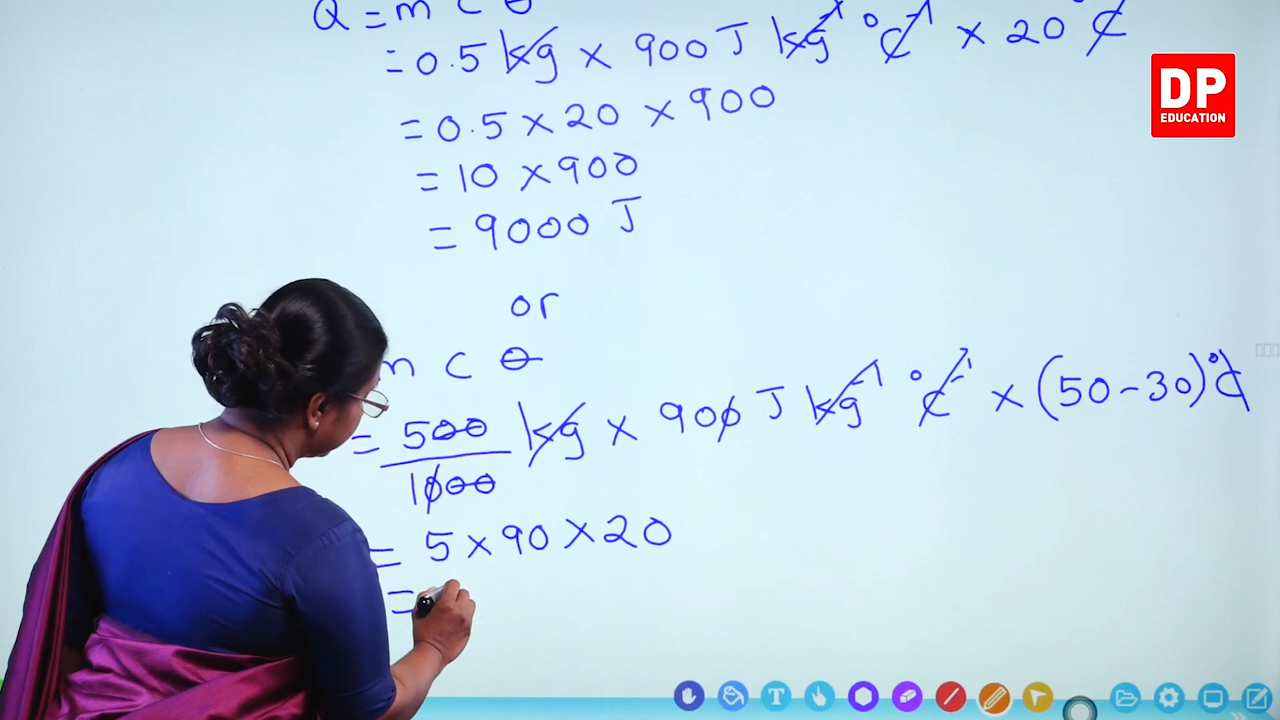 Q = m c θ
= 0.5 kg × 900 J kg⁻¹ °C⁻¹ × 20 °C
= 0.5 × 20 × 900
= 10 × 900
= 9000 J
or
m c θ
= 500/1000 kg × 900 J kg⁻¹ °C⁻¹ × (50 - 30) °C
= 5 × 90 × 20
=
DP
EDUCATION
T